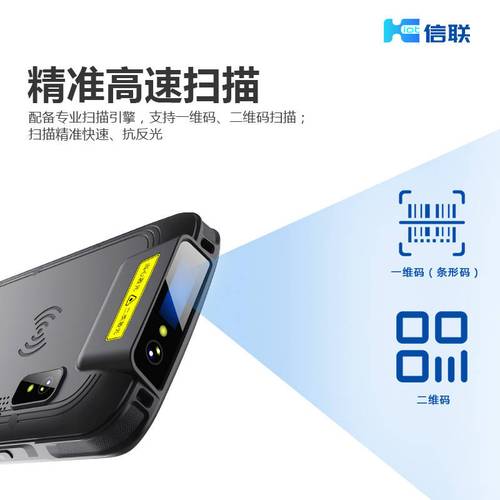 iot 信联
精准高速扫描
配备专业扫描引擎，支持一维码、二维码扫描；
扫描精准快速、抗反光
一维码（条形码）
二维码